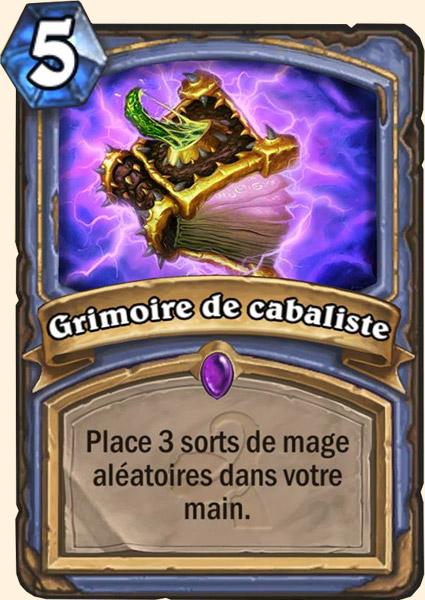 5
Grimoire de cabaliste
Place 3 sorts de mage
aléatoires dans votre
main.